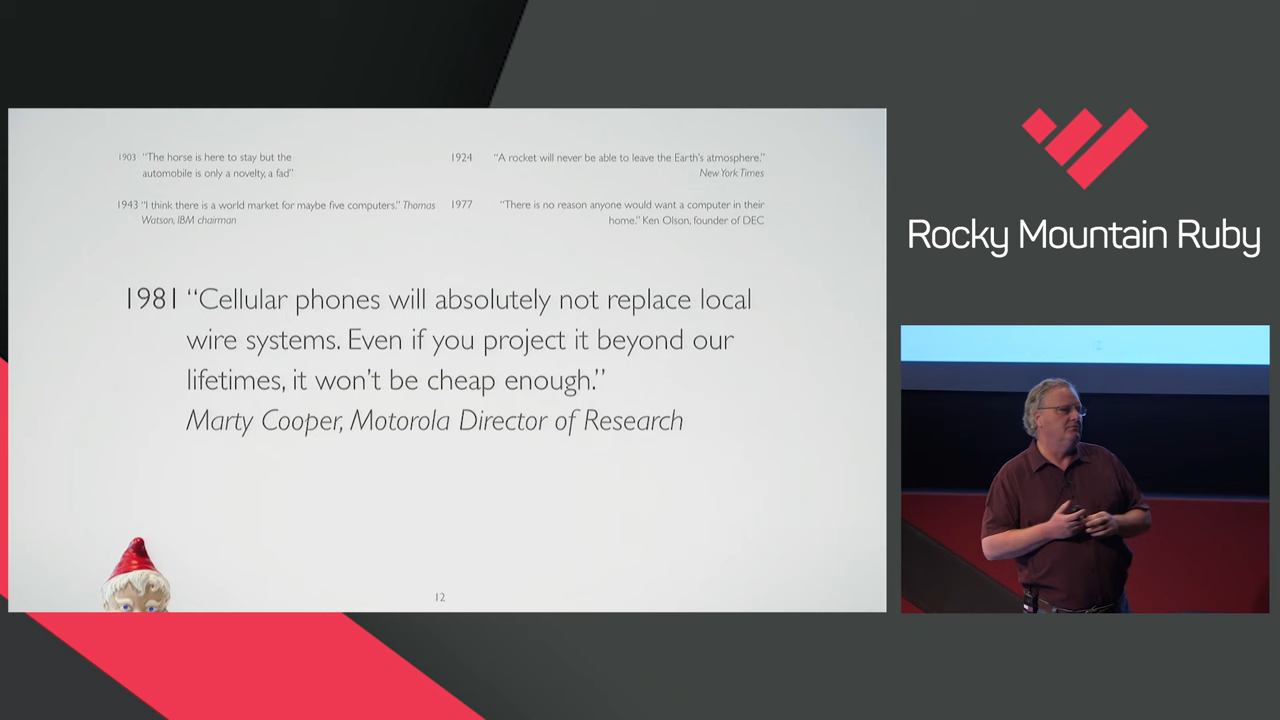 1903 “The horse is here to stay but the
automobile is only a novelty, a fad”
1924 “A rocket will never be able to leave the Earth’s atmosphere.”
New York Times
1943 “I think there is a world market for maybe five computers.” Thomas
Watson, IBM chairman
1977 “There is no reason anyone would want a computer in their
home.” Ken Olson, founder of DEC
1981 “Cellular phones will absolutely not replace local
wire systems. Even if you project it beyond our
lifetimes, it won’t be cheap enough.”
Marty Cooper, Motorola Director of Research
12
Rocky Mountain Ruby